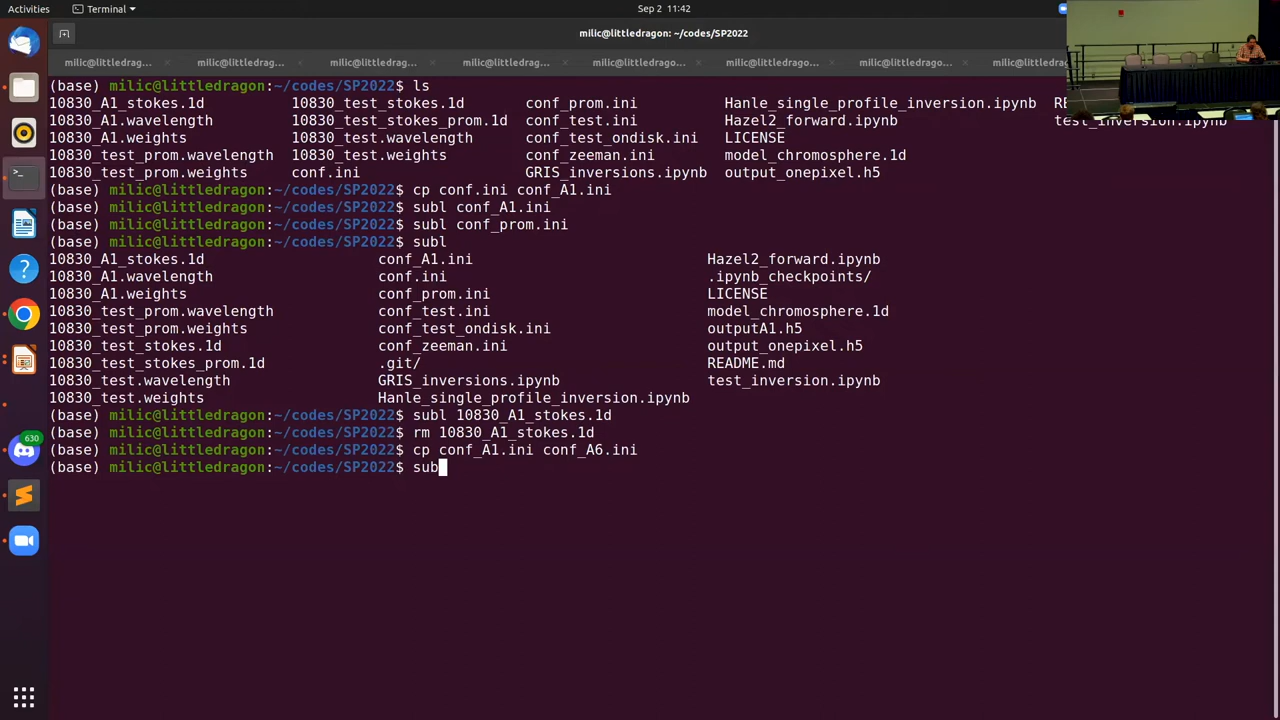 Activities Terminal Sep 2 11:42
milic@littledragon: ~/codes/SP2022
milic@littledrag... milic@littledrago... milic@littledrago... milic@littledrag... milic@littledrago... milic@littledrago... milic@littledrago...
(base) milic@littledragon:~/codes/SP2022$ ls
10830_A1_stokes.1d 10830_test_stokes.1d conf_prom.ini Hanle_single_profile_inversion.ipynb
10830_A1.wavelength 10830_test_stokes_prom.1d conf_test.ini Hazel2_forward.ipynb test_inversion.ipynb
10830_A1.weights 10830_test.wavelength conf_test_ondisk.ini LICENSE
10830_test_prom.wavelength 10830_test.weights conf_zeeman.ini model_chromosphere.1d
10830_test_prom.weights conf.ini GRIS_inversions.ipynb output_onepixel.h5
(base) milic@littledragon:~/codes/SP2022$ cp conf.ini conf_A1.ini
(base) milic@littledragon:~/codes/SP2022$ subl conf_A1.ini
(base) milic@littledragon:~/codes/SP2022$ subl conf_prom.ini
(base) milic@littledragon:~/codes/SP2022$ subl
10830_A1_stokes.1d conf_A1.ini Hazel2_forward.ipynb
10830_A1.wavelength conf.ini .ipynb_checkpoints/
10830_A1.weights conf_prom.ini LICENSE
10830_test_prom.wavelength conf_test.ini model_chromosphere.1d
10830_test_prom.weights conf_test_ondisk.ini outputA1.h5
10830_test_stokes.1d conf_zeeman.ini output_onepixel.h5
10830_test_stokes_prom.1d .git/ README.md
10830_test.wavelength GRIS_inversions.ipynb test_inversion.ipynb
10830_test.weights Hanle_single_profile_inversion.ipynb
(base) milic@littledragon:~/codes/SP2022$ subl 10830_A1_stokes.1d
(base) milic@littledragon:~/codes/SP2022$ rm 10830_A1_stokes.1d
(base) milic@littledragon:~/codes/SP2022$ cp conf_A1.ini conf_A6.ini
(base) milic@littledragon:~/codes/SP2022$ sub
630